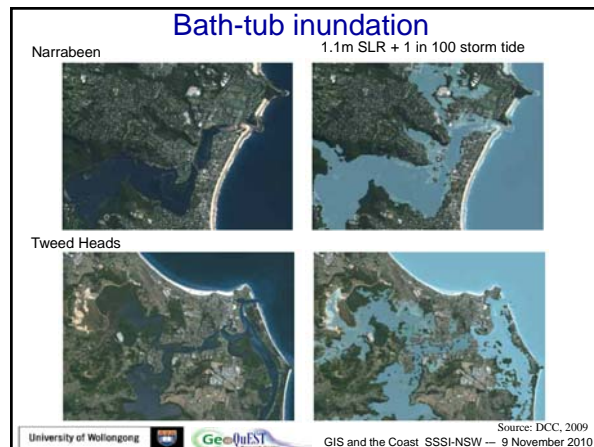 Bath-tub inundation
Narrabeen
1.1m SLR + 1 in 100 storm tide
Tweed Heads
Source: DCC, 2009
University of Wollongong
GeoQuEST
GIS and the Coast SSSI-NSW –- 9 November 2010